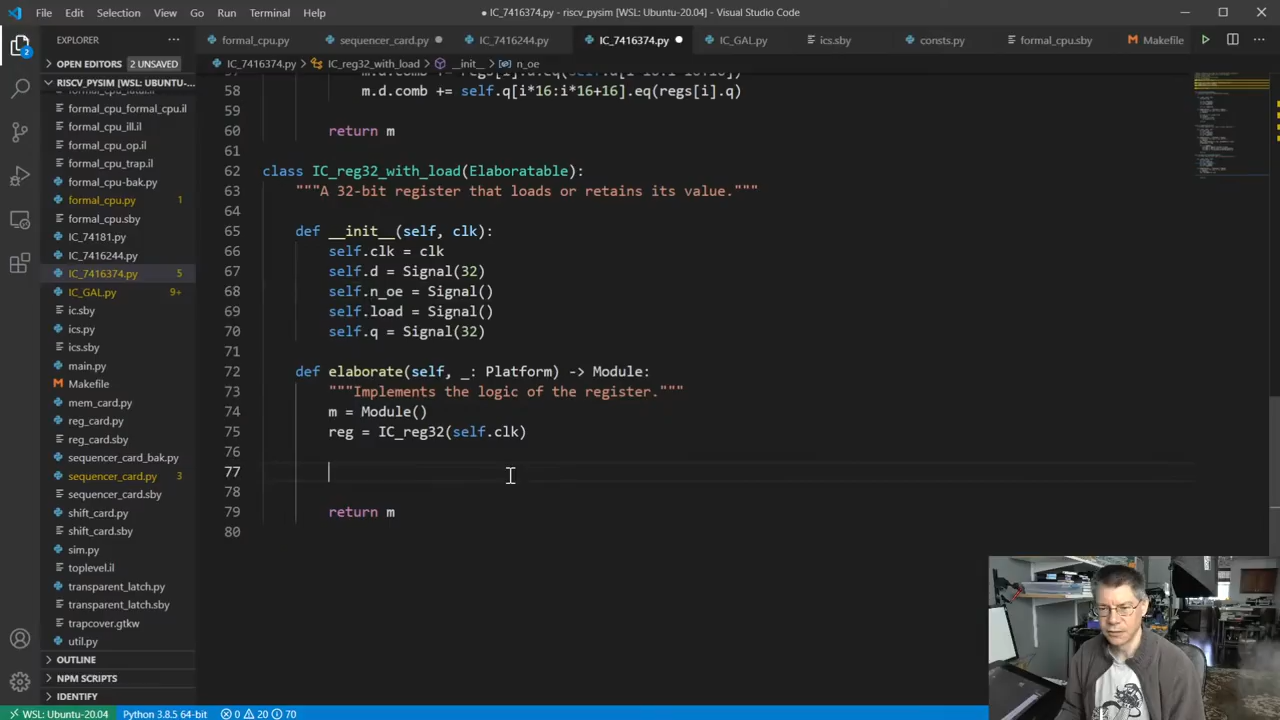 File Edit Selection View Go Run Terminal Help
IC_7416374.py - riscv_pysim [WSL: Ubuntu-20.04] - Visual Studio Code
EXPLORER
formal_cpu.py sequencer_card.py IC_7416244.py IC_7416374.py IC_GAL.py ics.sby consts.py formal_cpu.sby Makefile
OPEN EDITORS 2 UNSAVED
IC_7416374.py > IC_reg32_with_load > __init__ > n_oe
RISCV_PYSIM [WSL: UBUNTU-...
formal_cpu_formal_cpu.il
formal_cpu_ill.il
formal_cpu_op.il
formal_cpu_trap.il
formal_cpu-bak.py
formal_cpu.py 1
formal_cpu.sby
IC_74181.py
IC_7416244.py
IC_7416374.py 5
IC_GAL.py 9+
ic.sby
ics.py
ics.sby
main.py
Makefile
mem_card.py
reg_card.py
reg_card.sby
sequencer_card_bak.py
sequencer_card.py 3
sequencer_card.sby
shift_card.py
shift_card.sby
sim.py
toplevel.il
transparent_latch.py
transparent_latch.sby
trapcover.gtkw
util.py
OUTLINE
NPM SCRIPTS
IDENTIFY
58 m.d.comb += self.q[i*16:i*16+16].eq(regs[i].q)
60 return m
61
62 class IC_reg32_with_load(Elaboratable):
63 """A 32-bit register that loads or retains its value."""
64
65 def __init__(self, clk):
66 self.clk = clk
67 self.d = Signal(32)
68 self.n_oe = Signal()
69 self.load = Signal()
70 self.q = Signal(32)
71
72 def elaborate(self, _: Platform) -> Module:
73 """Implements the logic of the register."""
74 m = Module()
75 reg = IC_reg32(self.clk)
76
77
78
79 return m
80
WSL: Ubuntu-20.04 Python 3.8.5 64-bit 0 20 70